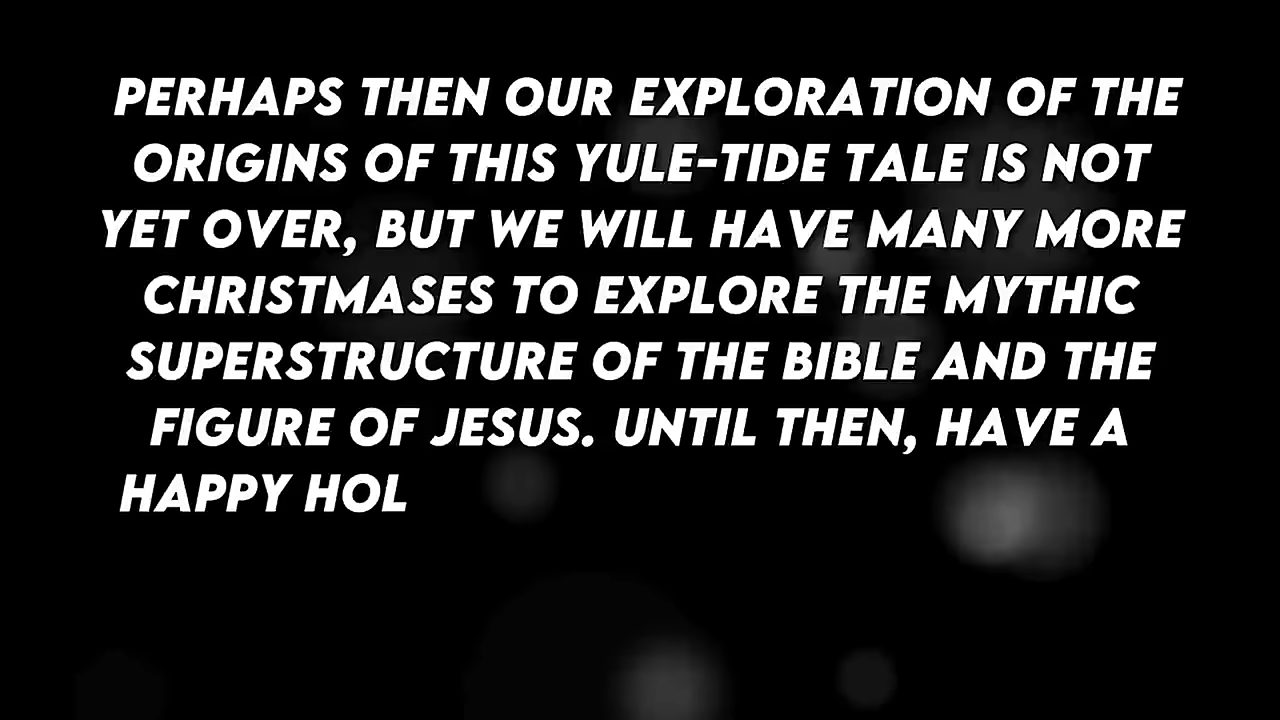 PERHAPS THEN OUR EXPLORATION OF THE
ORIGINS OF THIS YULE-TIDE TALE IS NOT
YET OVER, BUT WE WILL HAVE MANY MORE
CHRISTMASES TO EXPLORE THE MYTHIC
SUPERSTRUCTURE OF THE BIBLE AND THE
FIGURE OF JESUS. UNTIL THEN, HAVE A
HAPPY HOL